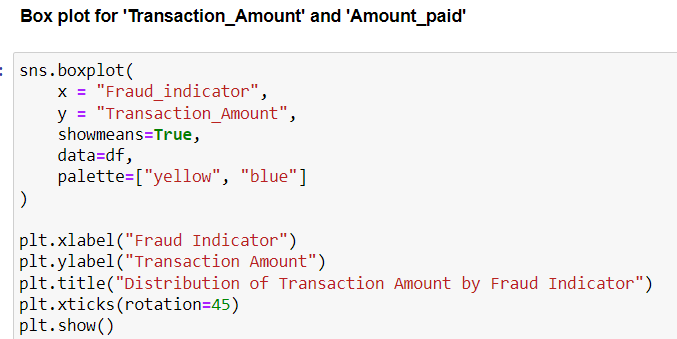 Box plot for 'Transaction_Amount' and 'Amount_paid'
: sns.boxplot(
    x = "Fraud_indicator",
    y = "Transaction_Amount",
    showmeans=True,
    data=df,
    palette=["yellow", "blue"]
)
plt.xlabel("Fraud Indicator")
plt.ylabel("Transaction Amount")
plt.title("Distribution of Transaction Amount by Fraud Indicator")
plt.xticks(rotation=45)
plt.show()